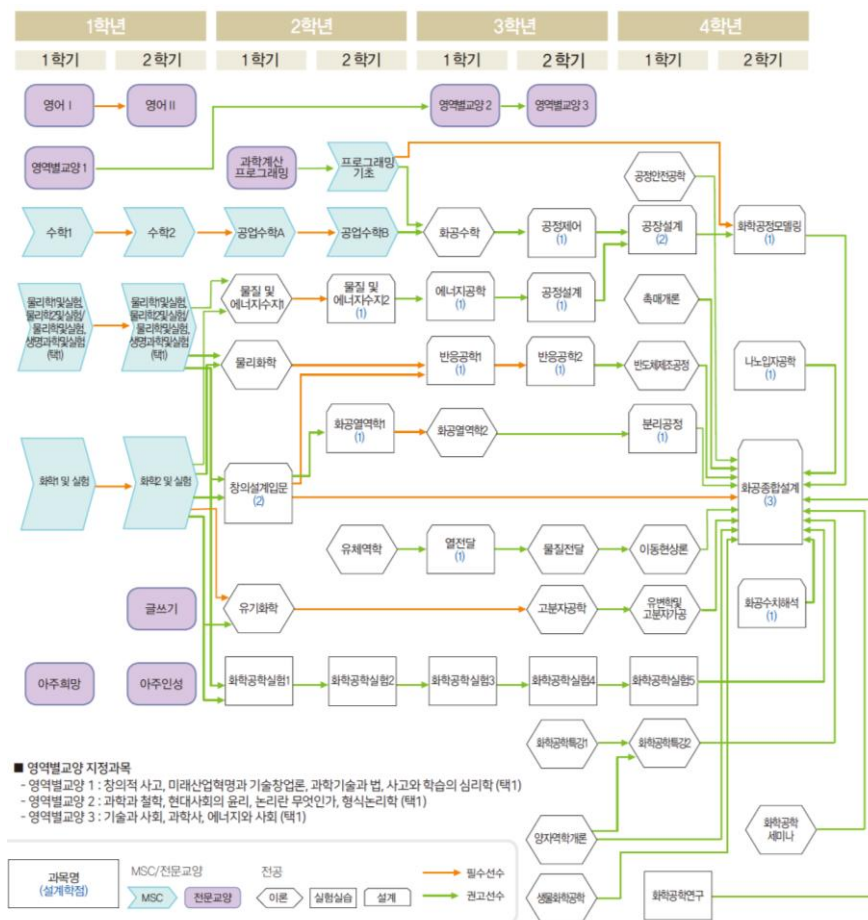 1학년 2학년 3학년 4학년
1학기 2학기 1학기 2학기 1학기 2학기 1학기 2학기
영어 I 영어 II 영역별교양 2 영역별교양 3
영역별교양 1 과학계산
프로그래밍 프로그래밍
기초 공정안전공학
수학1 수학2 공업수학A 공업수학B 화공수학 공정제어
(1) 공장설계
(2) 화학공정모델링
(1)
물리학1및실험,
물리학2및실험/
물리학및실험,
생명과학및실험
(택1)
물리학1및실험,
물리학2및실험/
물리학및실험,
생명과학및실험
(택1)
물질 및
에너지수지1
물질 및
에너지수지2
(1)
에너지공학
(1)
공정설계
(1)
촉매개론
물리화학
반응공학1
(1)
반응공학2
(1)
반도체제조공정
나노입자공학
(1)
화공열역학1
(1)
화공열역학2
분리공정
(1)
화학1 및 실험
화학2 및 실험
창의설계입문
(2)
화공종합설계
(3)
유체역학
열전달
(1)
물질전달
이동현상론
글쓰기
유기화학
고분자공학
유변학및
고분자가공
화공수치해석
(1)
아주희망
아주인성
화학공학실험1
화학공학실험2
화학공학실험3
화학공학실험4
화학공학실험5
화학공학특강1
화학공학특강2
■ 영역별교양 지정과목
- 영역별교양 1 : 창의적 사고, 미래산업혁명과 기술창업론, 과학기술과 법, 사고와 학습의 심리학 (택1)
- 영역별교양 2 : 과학과 철학, 현대사회의 윤리, 논리란 무엇인가, 형식논리학 (택1)
- 영역별교양 3 : 기술과 사회, 과학사, 에너지와 사회 (택1)
양자역학개론
화학공학
세미나
생물화학공학
화학공학연구
과목명
(설계학점)
MSC/전문교양
MSC
전문교양
전공
이론
실험실습
설계
필수선수
권고선수